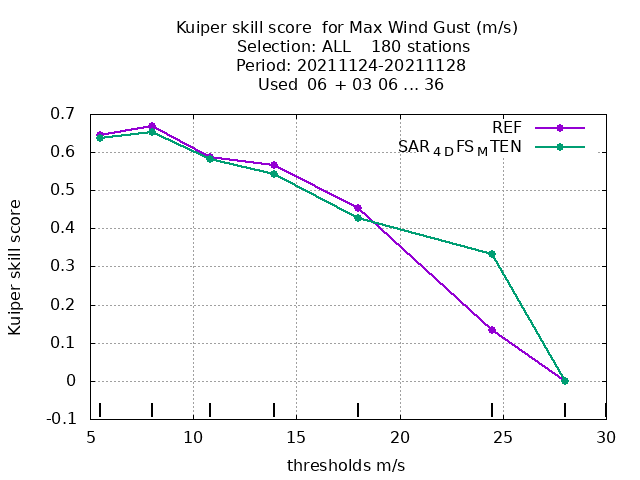 Kuiper skill score  for Max Wind Gust (m/s)
Selection: ALL    180 stations
Period: 20211124-20211128
Used  06  + 03 06 ... 36
0.7
0.6
0.5
0.4
0.3
0.2
0.1
0
-0.1
Kuiper skill score
REF
SAR4DFSMTEN
5 10 15 20 25 30
thresholds m/s